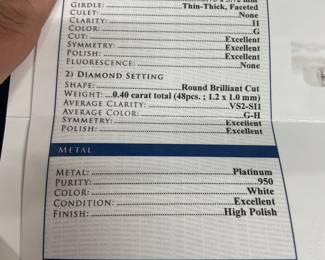 GIRDLE: Thin-Thick, Faceted
CULET: None
CLARITY: I1
COLOR: G
CUT: Excellent
SYMMETRY: Excellent
POLISH: Excellent
FLUORESCENCE: None
2) DIAMOND SETTING
SHAPE: Round Brilliant Cut
WEIGHT: ...0.40 carat total (48pcs. ; 1.2 x 1.0 mm)
AVERAGE CLARITY: VS2-SI1
AVERAGE COLOR: G-H
SYMMETRY: Excellent
POLISH: Excellent
METAL
METAL: Platinum
PURITY: 950
COLOR: White
CONDITION: Excellent
FINISH: High Polish